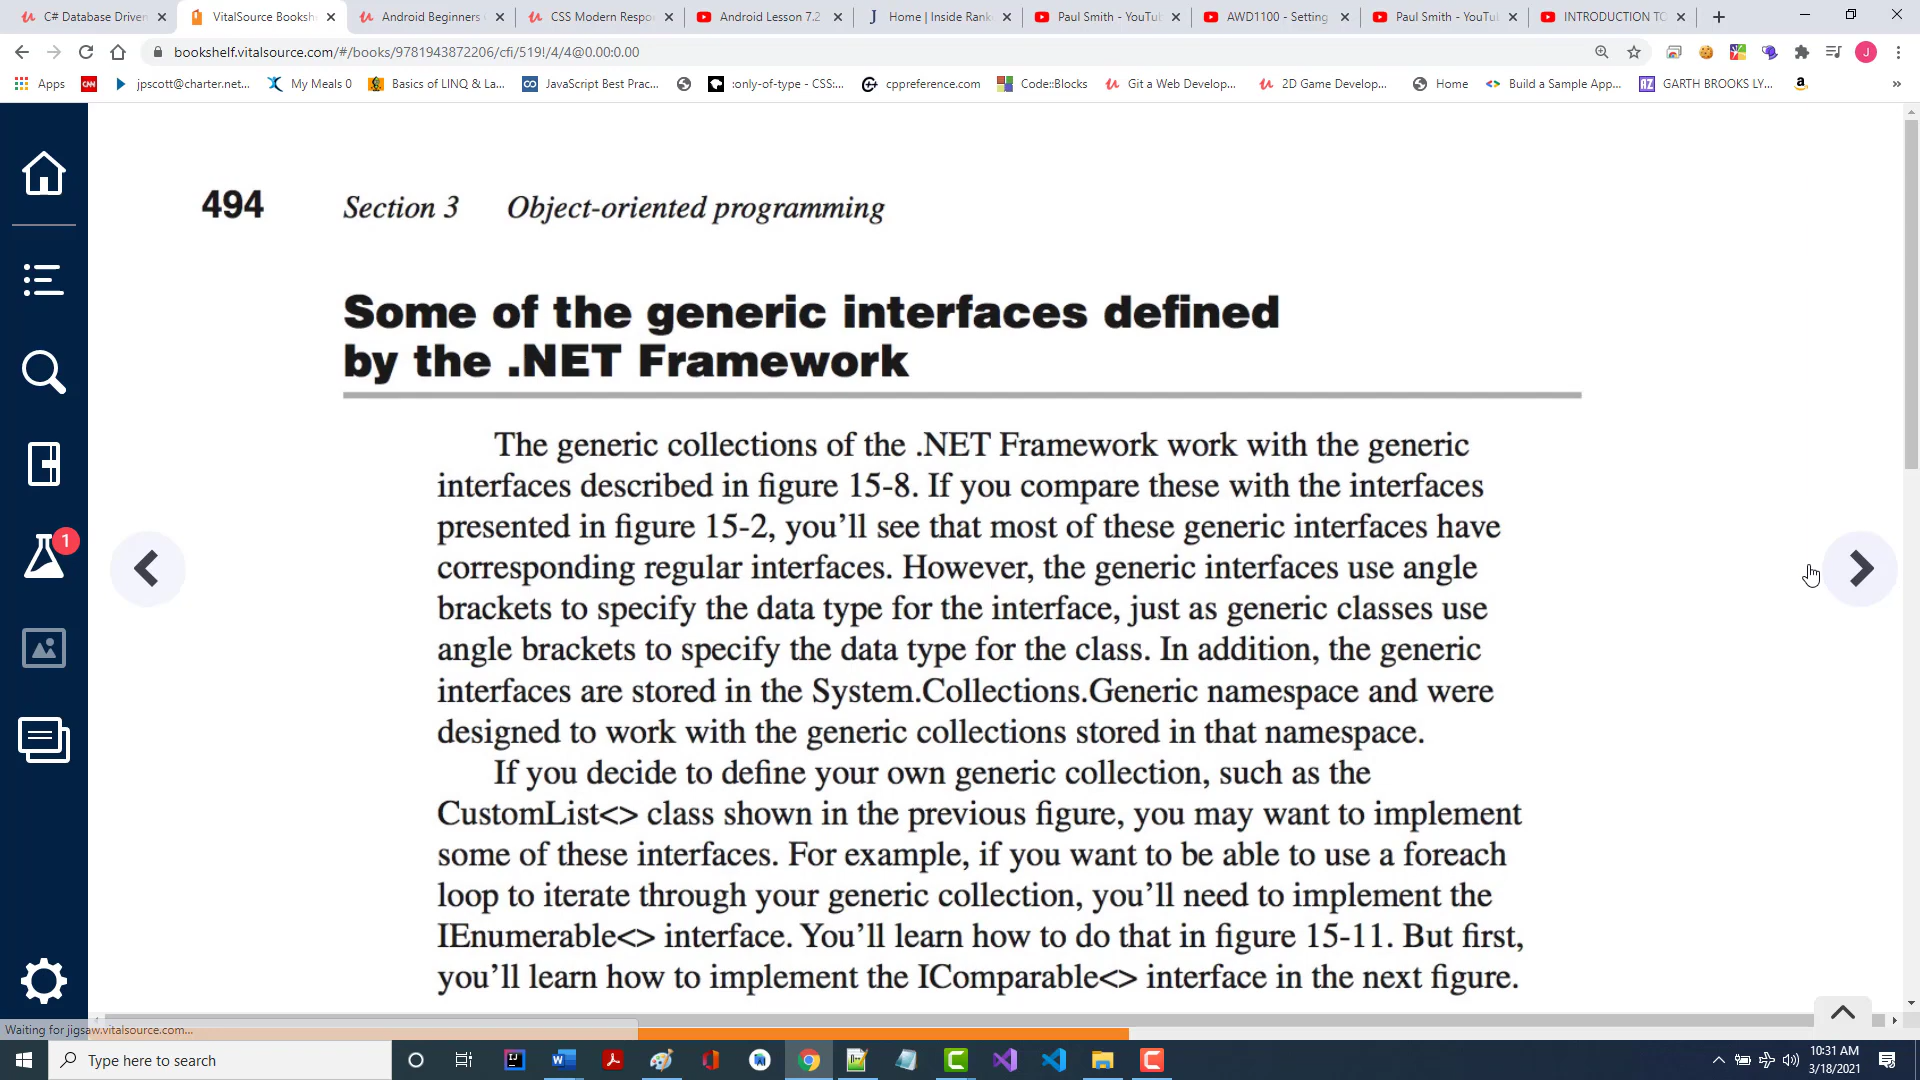 C# Database Driven
VitalSource Bookshe
Android Beginners
CSS Modern Respo
Android Lesson 7.2
Home | Inside Rank
Paul Smith - YouTu
AWD1100 - Setting
Paul Smith - YouTu
INTRODUCTION TO
bookshelf.vitalsource.com/#/books/9781943872206/cfi/519!/4/4@0.00:0.00
Apps
CNN
jpscott@charter.net...
My Meals 0
Basics of LINQ & La...
JavaScript Best Prac...
:only-of-type - CSS:...
cppreference.com
Code::Blocks
Git a Web Develop...
2D Game Develop...
Home
Build a Sample App...
GARTH BROOKS LY...
494 Section 3 Object-oriented programming
Some of the generic interfaces defined
by the .NET Framework
The generic collections of the .NET Framework work with the generic
interfaces described in figure 15-8. If you compare these with the interfaces
presented in figure 15-2, you’ll see that most of these generic interfaces have
corresponding regular interfaces. However, the generic interfaces use angle
brackets to specify the data type for the interface, just as generic classes use
angle brackets to specify the data type for the class. In addition, the generic
interfaces are stored in the System.Collections.Generic namespace and were
designed to work with the generic collections stored in that namespace.
If you decide to define your own generic collection, such as the
CustomList<> class shown in the previous figure, you may want to implement
some of these interfaces. For example, if you want to be able to use a foreach
loop to iterate through your generic collection, you’ll need to implement the
IEnumerable<> interface. You’ll learn how to do that in figure 15-11. But first,
you’ll learn how to implement the IComparable<> interface in the next figure.
1
Waiting for jigsaw.vitalsource.com...
Type here to search
10:31 AM
3/18/2021